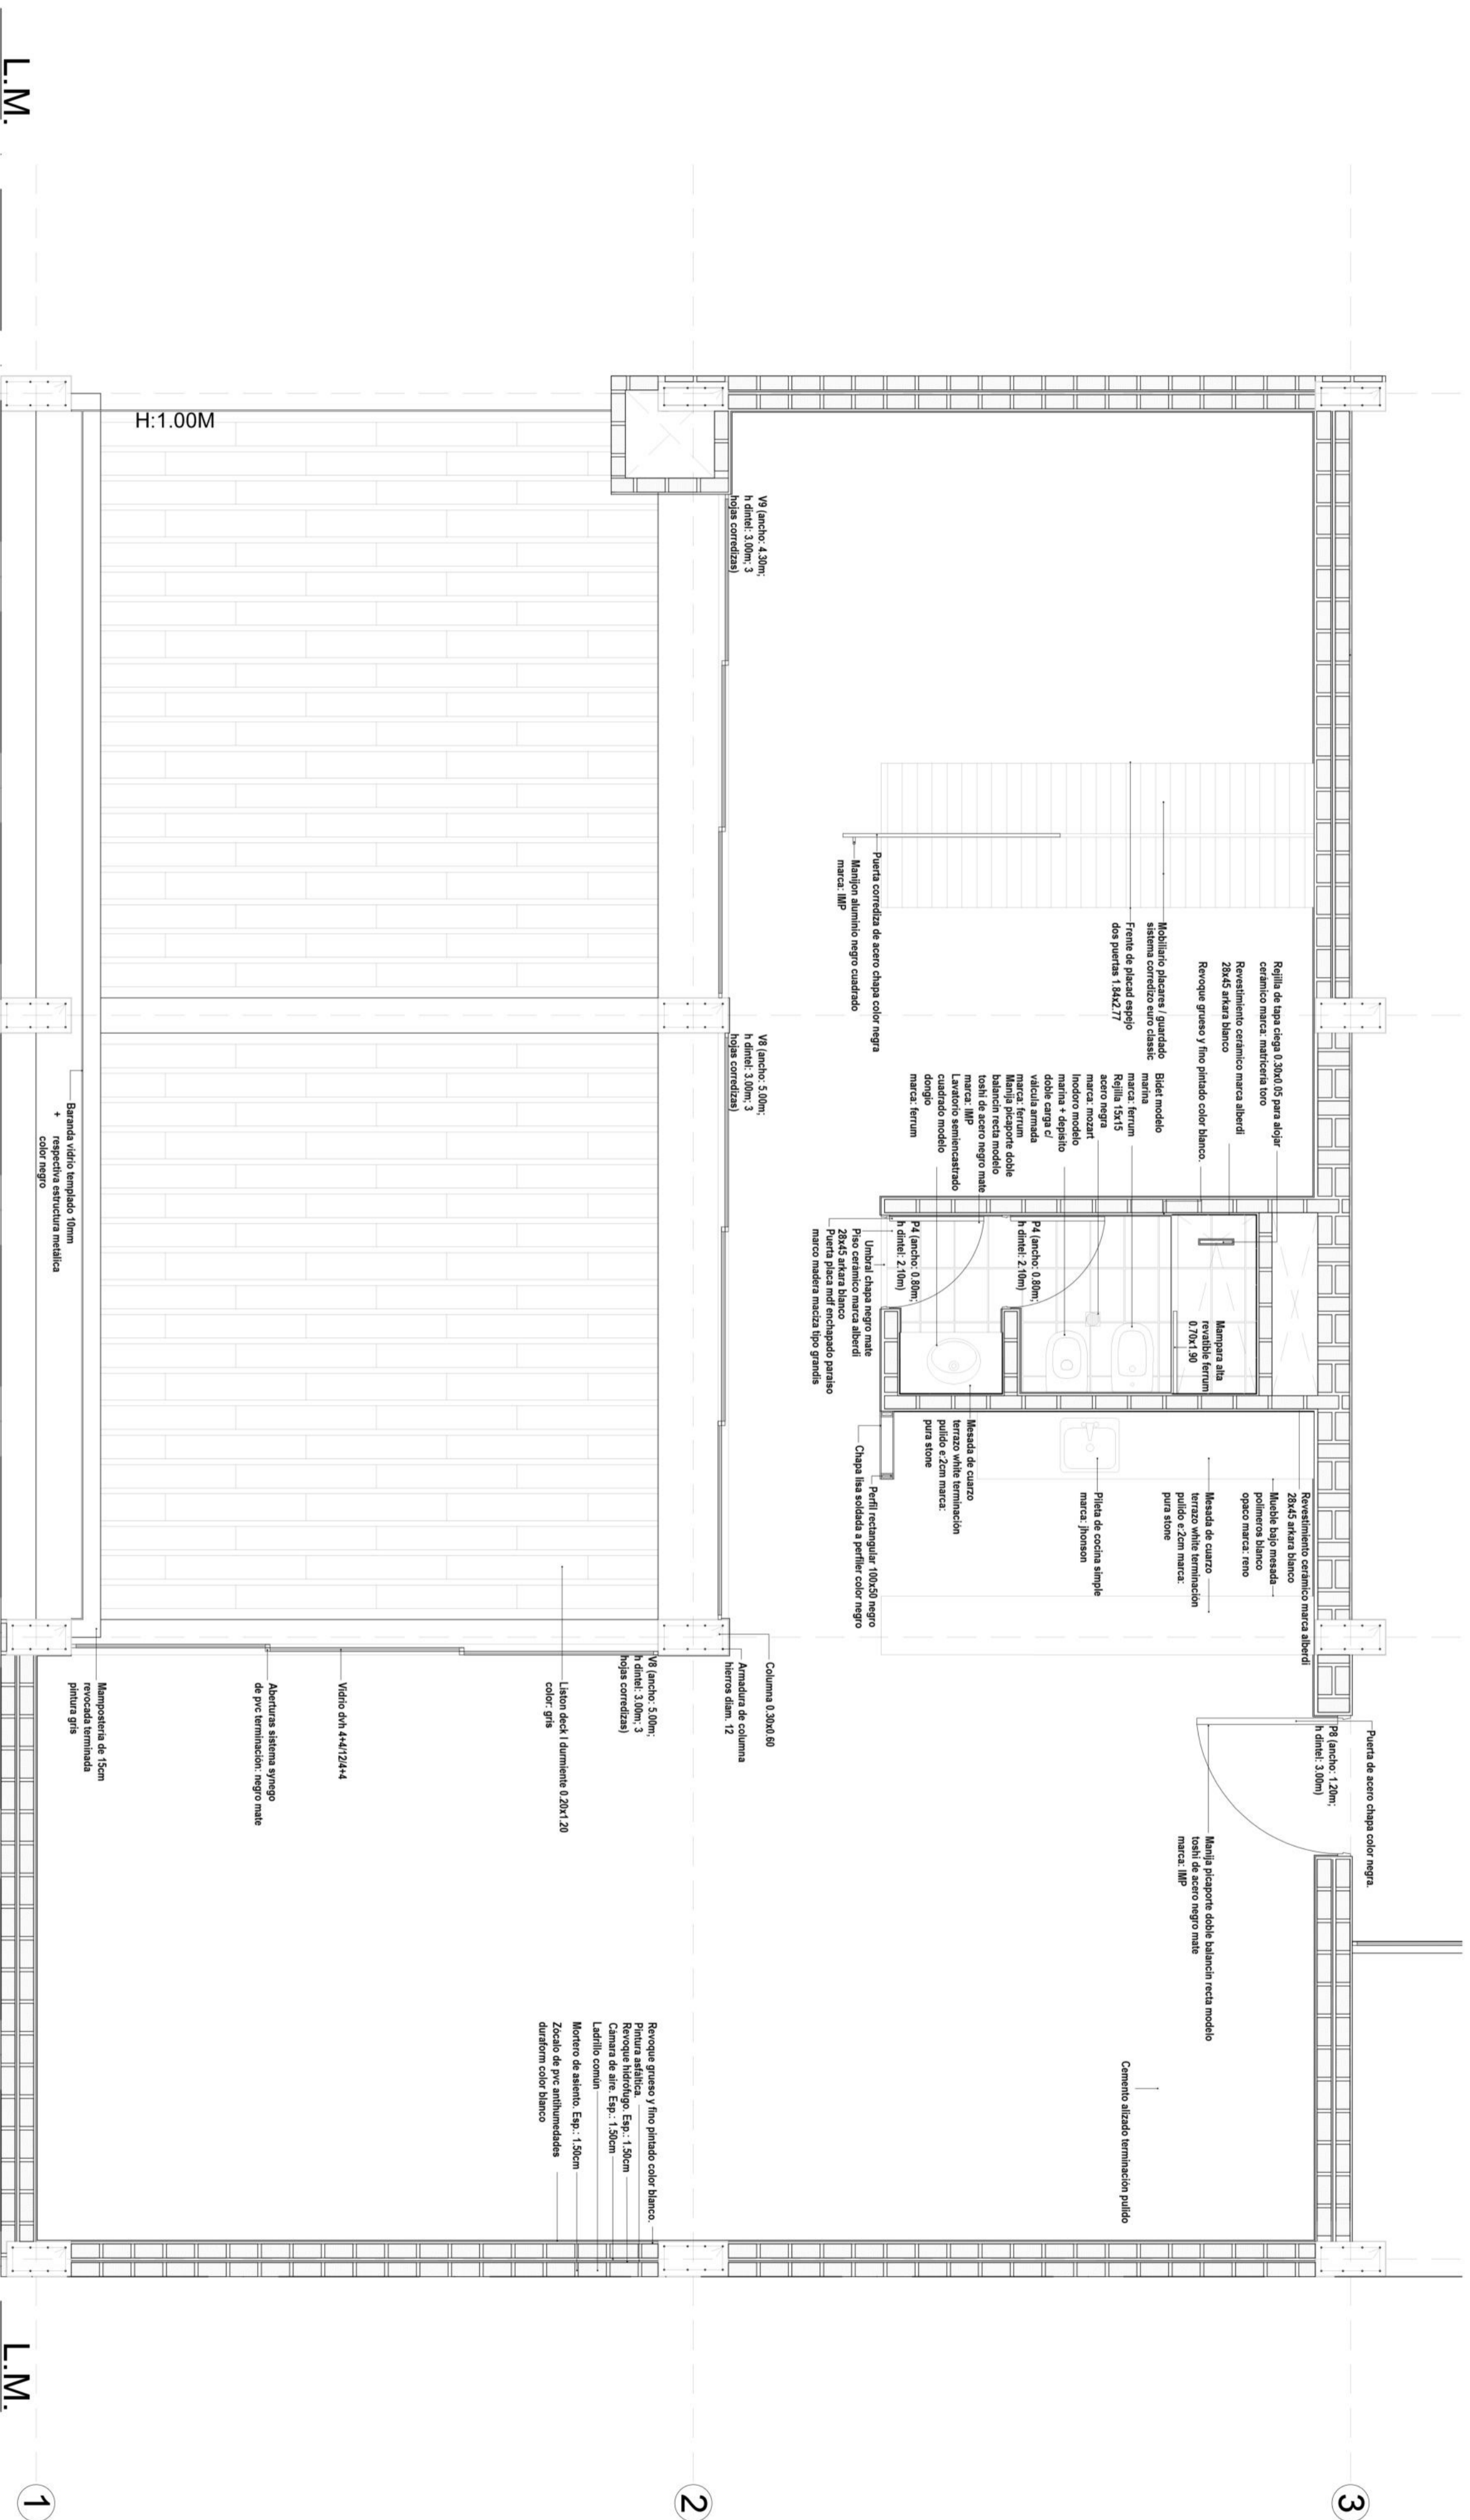 L.M.
H:1.00M
V9 (ancho: 4.30m;
h dintel: 3.00m; 3
hojas corredizas)
Puerta corrediza de acero chapa color negra
Manijon aluminio negro cuadrado
marca: IMP
Mobiliario placares / guardado
sistema corredizo euro classic
Frente de placad espejo
dos puertas 1.84x2.77
Rejilla de tapa ciega 0.30x0.05 para alojar
cerámico marca: matriceria toro
Revestimiento cerámico marca alberdi
28x45 arkara blanco
Revoque grueso y fino pintado color blanco.
Bidet modelo
marina
marca: ferrum
Rejilla 15x15
acero negra
marca: mozart
Inodoro modelo
marina + depisito
doble carga c/
válcula armada
marca: ferrum
Manija picaporte doble
balancin recta modelo
toshi de acero negro mate
marca: IMP
Lavatorio semiencastrado
cuadrado modelo
dongio
marca: ferrum
V8 (ancho: 5.00m;
h dintel: 3.00m; 3
hojas corredizas)
Baranda vidrio templado 10mm
+ respectiva estructura metálica
color negro
P4 (ancho: 0.80m;
h dintel: 2.10m)
P4 (ancho: 0.80m;
h dintel: 2.10m)
Umbral chapa negro mate
Piso cerámico marca alberdi
28x45 arkara blanco
Puerta placa mdf enchapado paraiso
marco madera maciza tipo grandis
Mampara alta
revatible ferrum
0.70x1.90
Mesada de cuarzo
terrazo white terminación
pulido e:2cm marca:
pura stone
Perfil rectangular 100x50 negro
Chapa lisa soldada a perfiler color negro
Revestimiento cerámico marca alberdi
28x45 arkara blanco
Mueble bajo mesada
polimeros blanco
opaco marca: reno
Mesada de cuarzo
terrazo white terminación
pulido e:2cm marca:
pura stone
Pileta de cocina simple
marca: jhonson
Puerta de acero chapa color negra.
P8 (ancho: 1.20m;
h dintel: 3.00m)
Manija picaporte doble balancin recta modelo
toshi de acero negro mate
marca: IMP
Columna 0.30x0.60
Armadura de columna
hierros diam. 12
V8 (ancho: 5.00m;
h dintel: 3.00m; 3
hojas corredizas)
Liston deck l durmiente 0.20x1.20
color: gris
Vidrio dvh 4+4/12/4+4
Aberturas sistema synego
de pvc terminación: negro mate
Mampostería de 15cm
revocada terminada
pintura gris
Cemento alizado terminación pulido
Revoque grueso y fino pintado color blanco.
Pintura asfáltica.
Revoque hidrófugo. Esp.: 1.50cm
Cámara de aire. Esp.: 1.50cm
Ladrillo común
Mortero de asiento. Esp.: 1.50cm
Zócalo de pvc antihumedades
duraform color blanco
L.M.
1
2
3